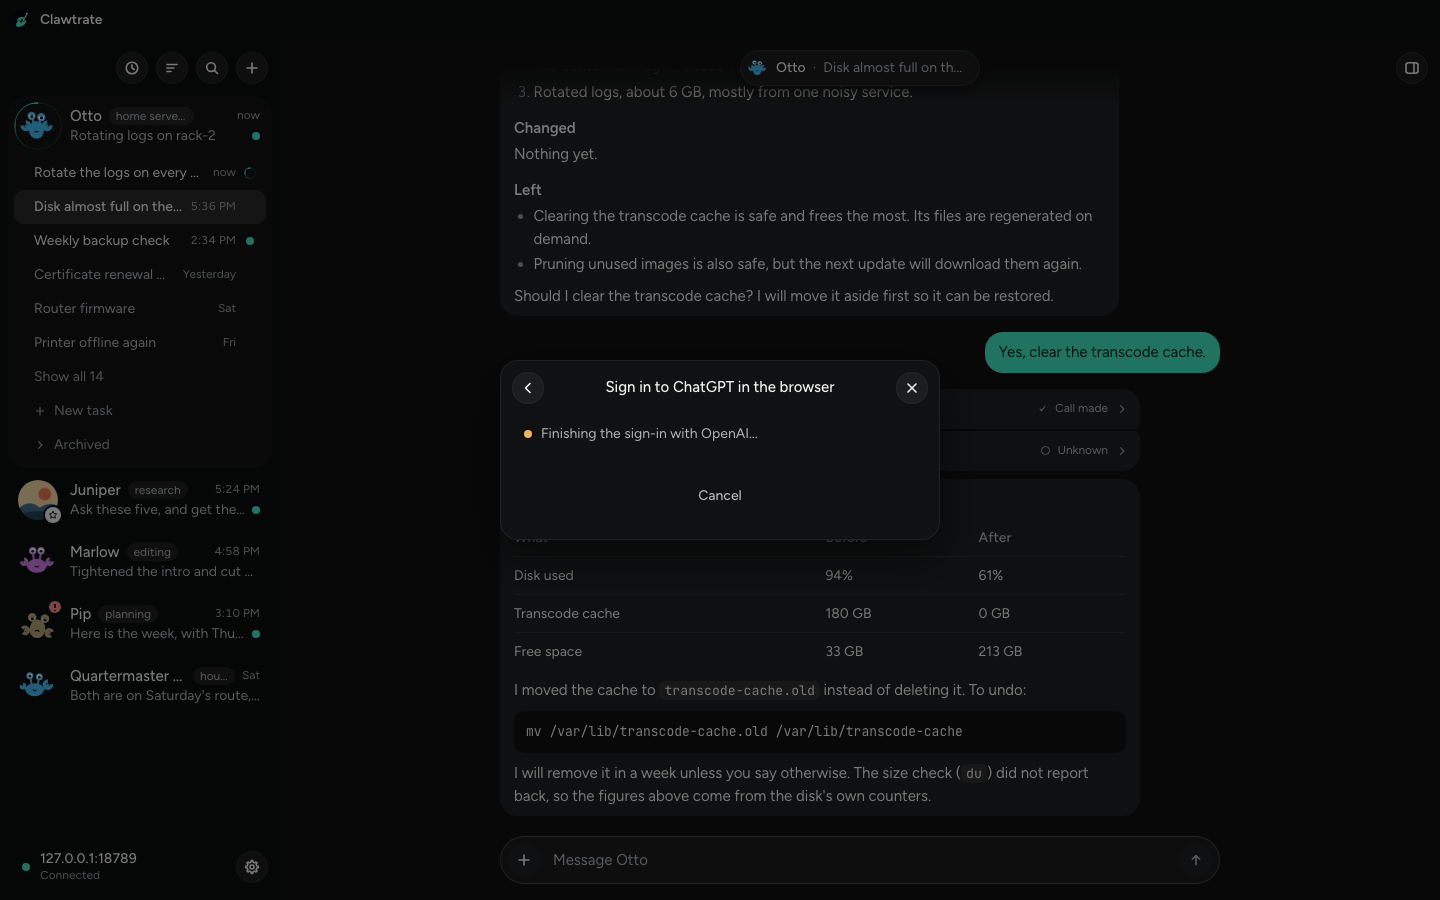 Clawtrate
Otto home serve... now
Rotating logs on rack-2
Rotate the logs on every ... now
Disk almost full on the... 5:36 PM
Weekly backup check 2:34 PM
Certificate renewal ... Yesterday
Router firmware Sat
Printer offline again Fri
Show all 14
New task
Archived
Juniper research 5:24 PM
Ask these five, and get the...
Marlow editing 4:58 PM
Tightened the intro and cut ...
Pip planning 3:10 PM
Here is the week, with Thu...
Quartermaster ... hou... Sat
Both are on Saturday's route,...
127.0.0.1:18789
Connected
Otto · Disk almost full on th...
3. Rotated logs, about 6 GB, mostly from one noisy service.
Changed
Nothing yet.
Left
• Clearing the transcode cache is safe and frees the most. Its files are regenerated on
demand.
• Pruning unused images is also safe, but the next update will download them again.
Should I clear the transcode cache? I will move it aside first so it can be restored.
Yes, clear the transcode cache.
Call made
Unknown
Sign in to ChatGPT in the browser
Finishing the sign-in with OpenAI...
Cancel
After
Disk used 94% 61%
Transcode cache 180 GB 0 GB
Free space 33 GB 213 GB
I moved the cache to transcode-cache.old instead of deleting it. To undo:
mv /var/lib/transcode-cache.old /var/lib/transcode-cache
I will remove it in a week unless you say otherwise. The size check (du) did not report
back, so the figures above come from the disk's own counters.
Message Otto